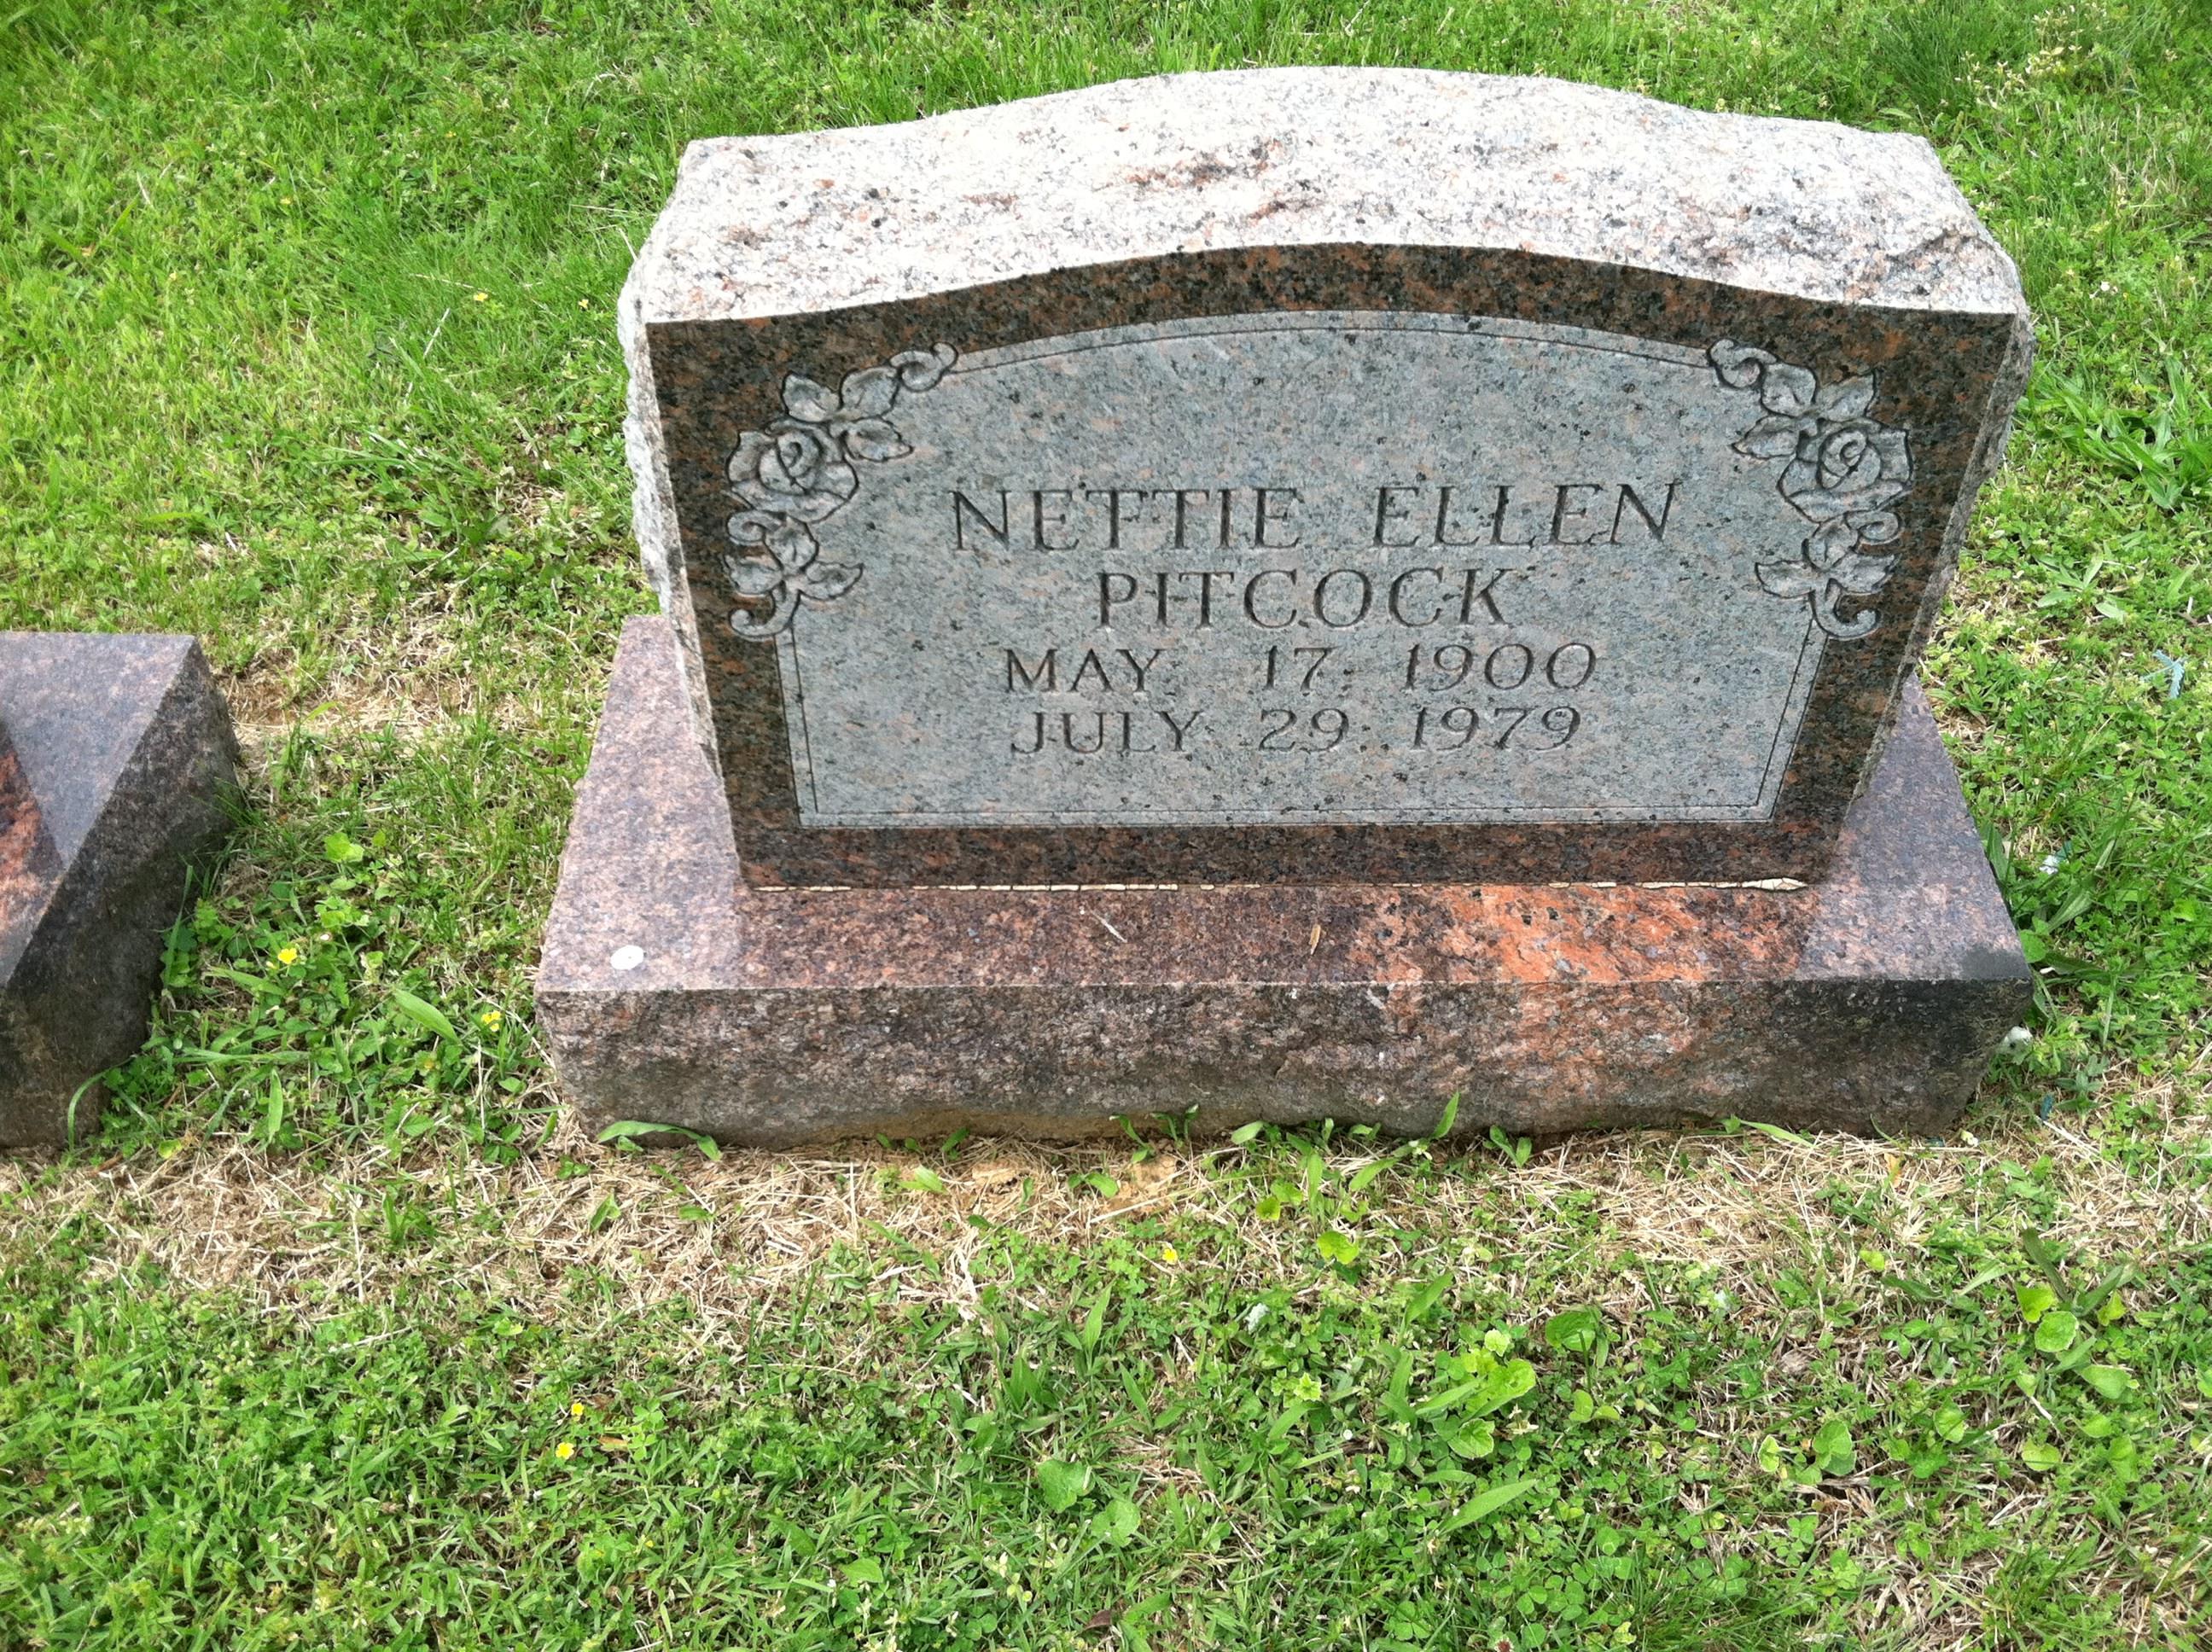 NETTIE ELLEN
PITCOCK
MAY 17, 1900
JULY 29, 1979